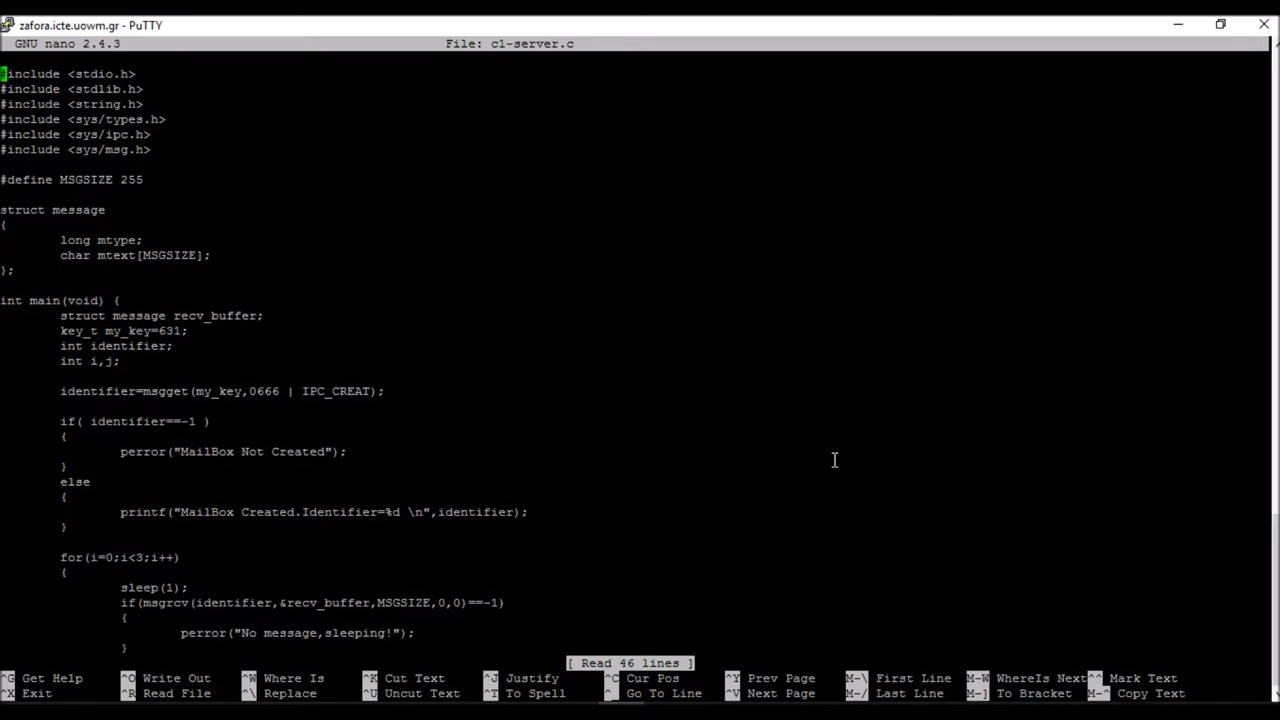 zafora.icte.uowm.gr - PuTTY
GNU nano 2.4.3 File: c1-server.c
#include <stdio.h>
#include <stdlib.h>
#include <string.h>
#include <sys/types.h>
#include <sys/ipc.h>
#include <sys/msg.h>
#define MSGSIZE 255
struct message
{
long mtype;
char mtext[MSGSIZE];
};
int main(void) {
struct message recv_buffer;
key_t my_key=631;
int identifier;
int i,j;
identifier=msgget(my_key,0666 | IPC_CREAT);
if( identifier==-1 )
{
perror("MailBox Not Created");
}
else
{
printf("MailBox Created.Identifier=%d \n",identifier);
}
for(i=0;i<3;i++)
{
sleep(1);
if(msgrcv(identifier,&recv_buffer,MSGSIZE,0,0)==-1)
{
perror("No message,sleeping!");
}
[ Read 46 lines ]
^G Get Help ^O Write Out ^W Where Is ^K Cut Text ^J Justify ^C Cur Pos ^Y Prev Page M-\ First Line M-W WhereIs Next ^^ Mark Text
^X Exit ^R Read File ^\ Replace ^U Uncut Text ^T To Spell ^_ Go To Line ^V Next Page M-/ Last Line M-] To Bracket M-^ Copy Text